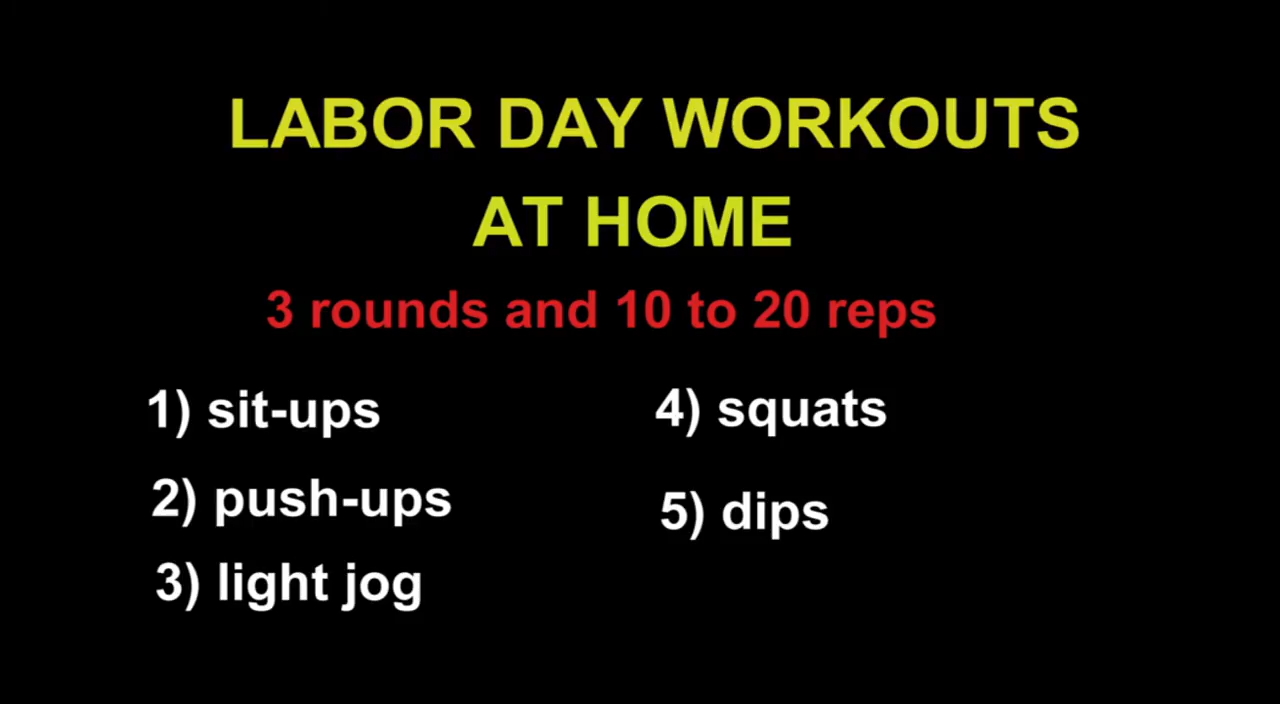 LABOR DAY WORKOUTS
AT HOME
3 rounds and 10 to 20 reps
1) sit-ups
2) push-ups
3) light jog
4) squats
5) dips